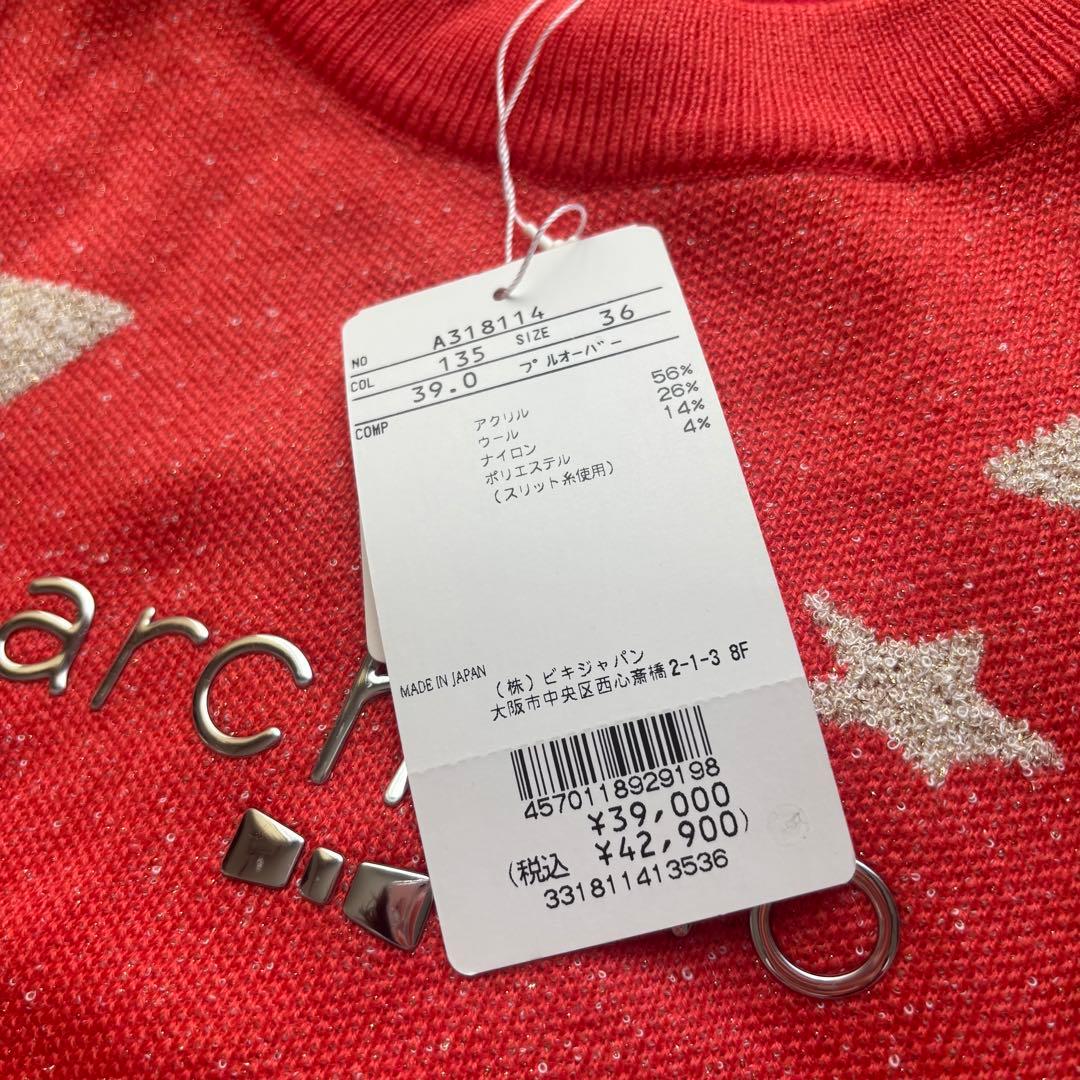 NO A318114 SIZE 36
COL 135
39.0 プルオーバー
COMP
アクリル 56%
ウール 26%
ナイロン 14%
ポリエステル 4%
(スリット糸使用)
MADE IN JAPAN (株)ビキジャパン
大阪市中央区西心斎橋2-1-3 8F
4570118929198
¥39,000
(税込 ¥42,900)
331811413536
arch